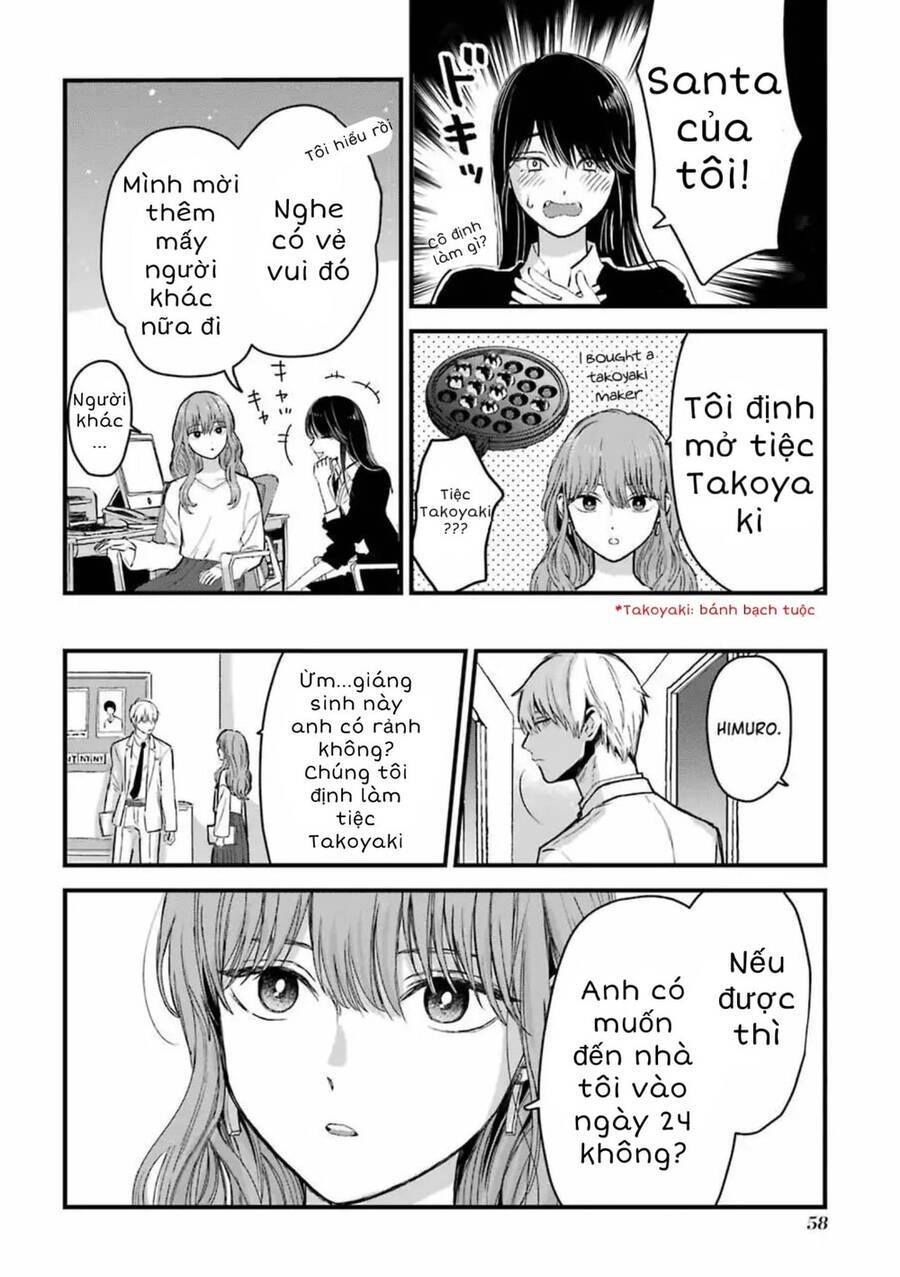 Santa
của
tôi!
ドキッ
Cô định
làm gì?
Tôi hiểu rồi
Nghe
có vẻ
vui đó
Mình mời
thêm
mấy
người
khác
nữa đi
Người
khác
...
I BOUGHT A
TAKOYAKI
MAKER
Tôi định
mở tiệc
Takoya
ki
Tiệc
Takoyaki
???
*Takoyaki: bánh bạch tuộc
HIMURO.
Ừm...giáng
sinh này
anh có rảnh
không?
Chúng tôi
định làm
tiệc
Takoyaki
Nếu
được
thì
Anh có
muốn
đến nhà
tôi vào
ngày 24
không?
58